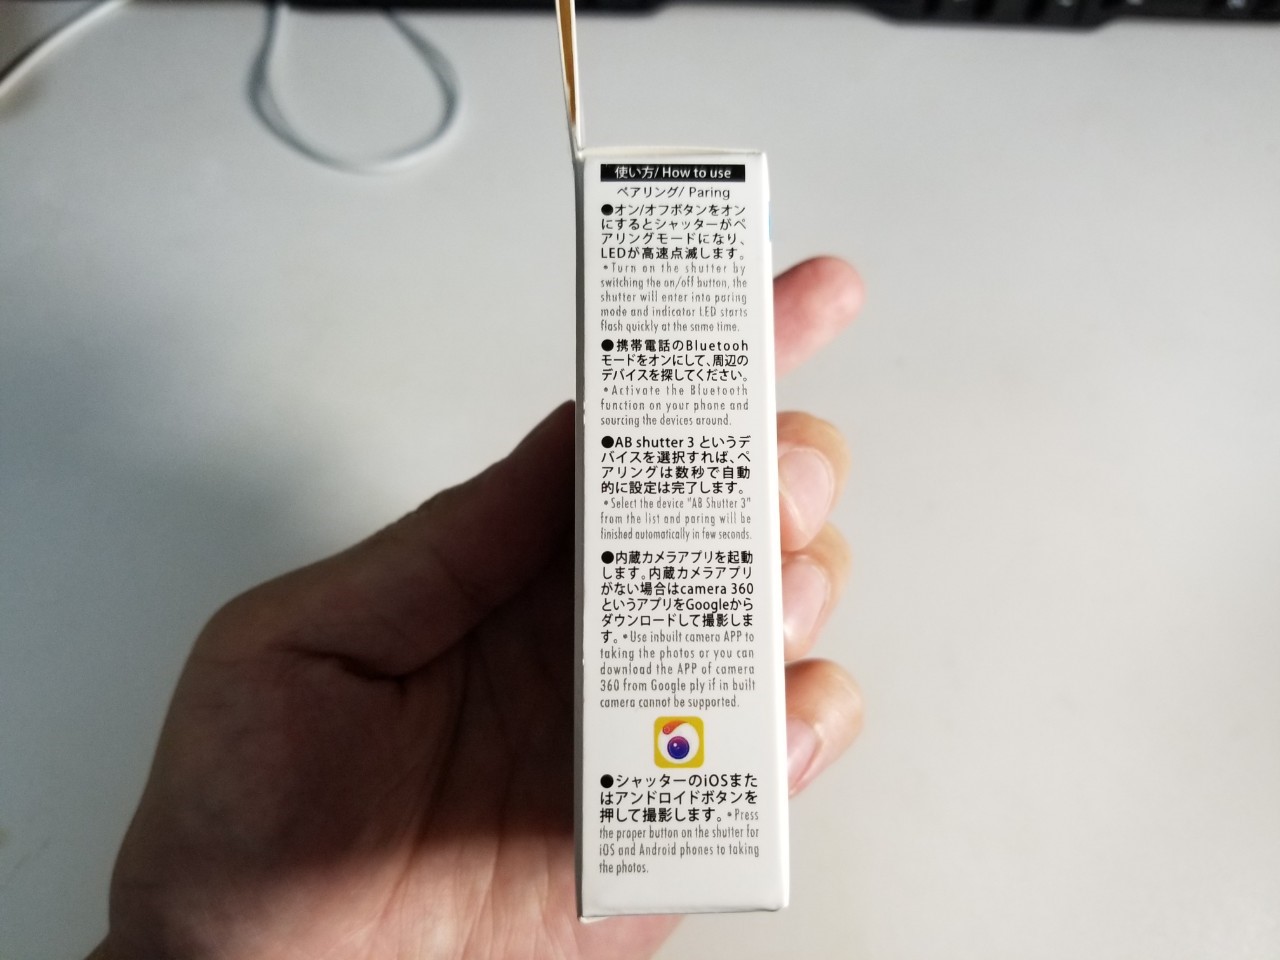 使い方/ How to use
ペアリング/ Paring
●オン/オフボタンをオン
にするとシャッターがペ
アリングモードになり、
LEDが高速点滅します。
*Turn on the shutter by
switching the on/off button, the
shutter will enter into paring
mode and indicator LED starts
flash quickly at the same time.
●携帯電話のBluetooh
モードをオンにして、周辺の
デバイスを探してください。
*Activate the Bluetooth
function on your phone and
sourcing the devices around.
●AB shutter 3 というデ
バイスを選択すれば、ペ
アリングは数秒で自動
的に設定は完了します。
*Select the device "AB Shutter 3"
from the list and paring will be
finished automatically in few seconds.
●内蔵カメラアプリを起動
します。内蔵カメラアプリ
がない場合はcamera 360
というアプリをGoogleから
ダウンロードして撮影しま
す。*Use inbuilt camera APP to
taking the photos or you can
download the APP of camera
360 from Google ply if in built
camera cannot be supported.
●シャッターのiOSまた
はアンドロイドボタンを
押して撮影します。*Press
the proper button on the shutter for
iOS and Android phones to taking
the photos.